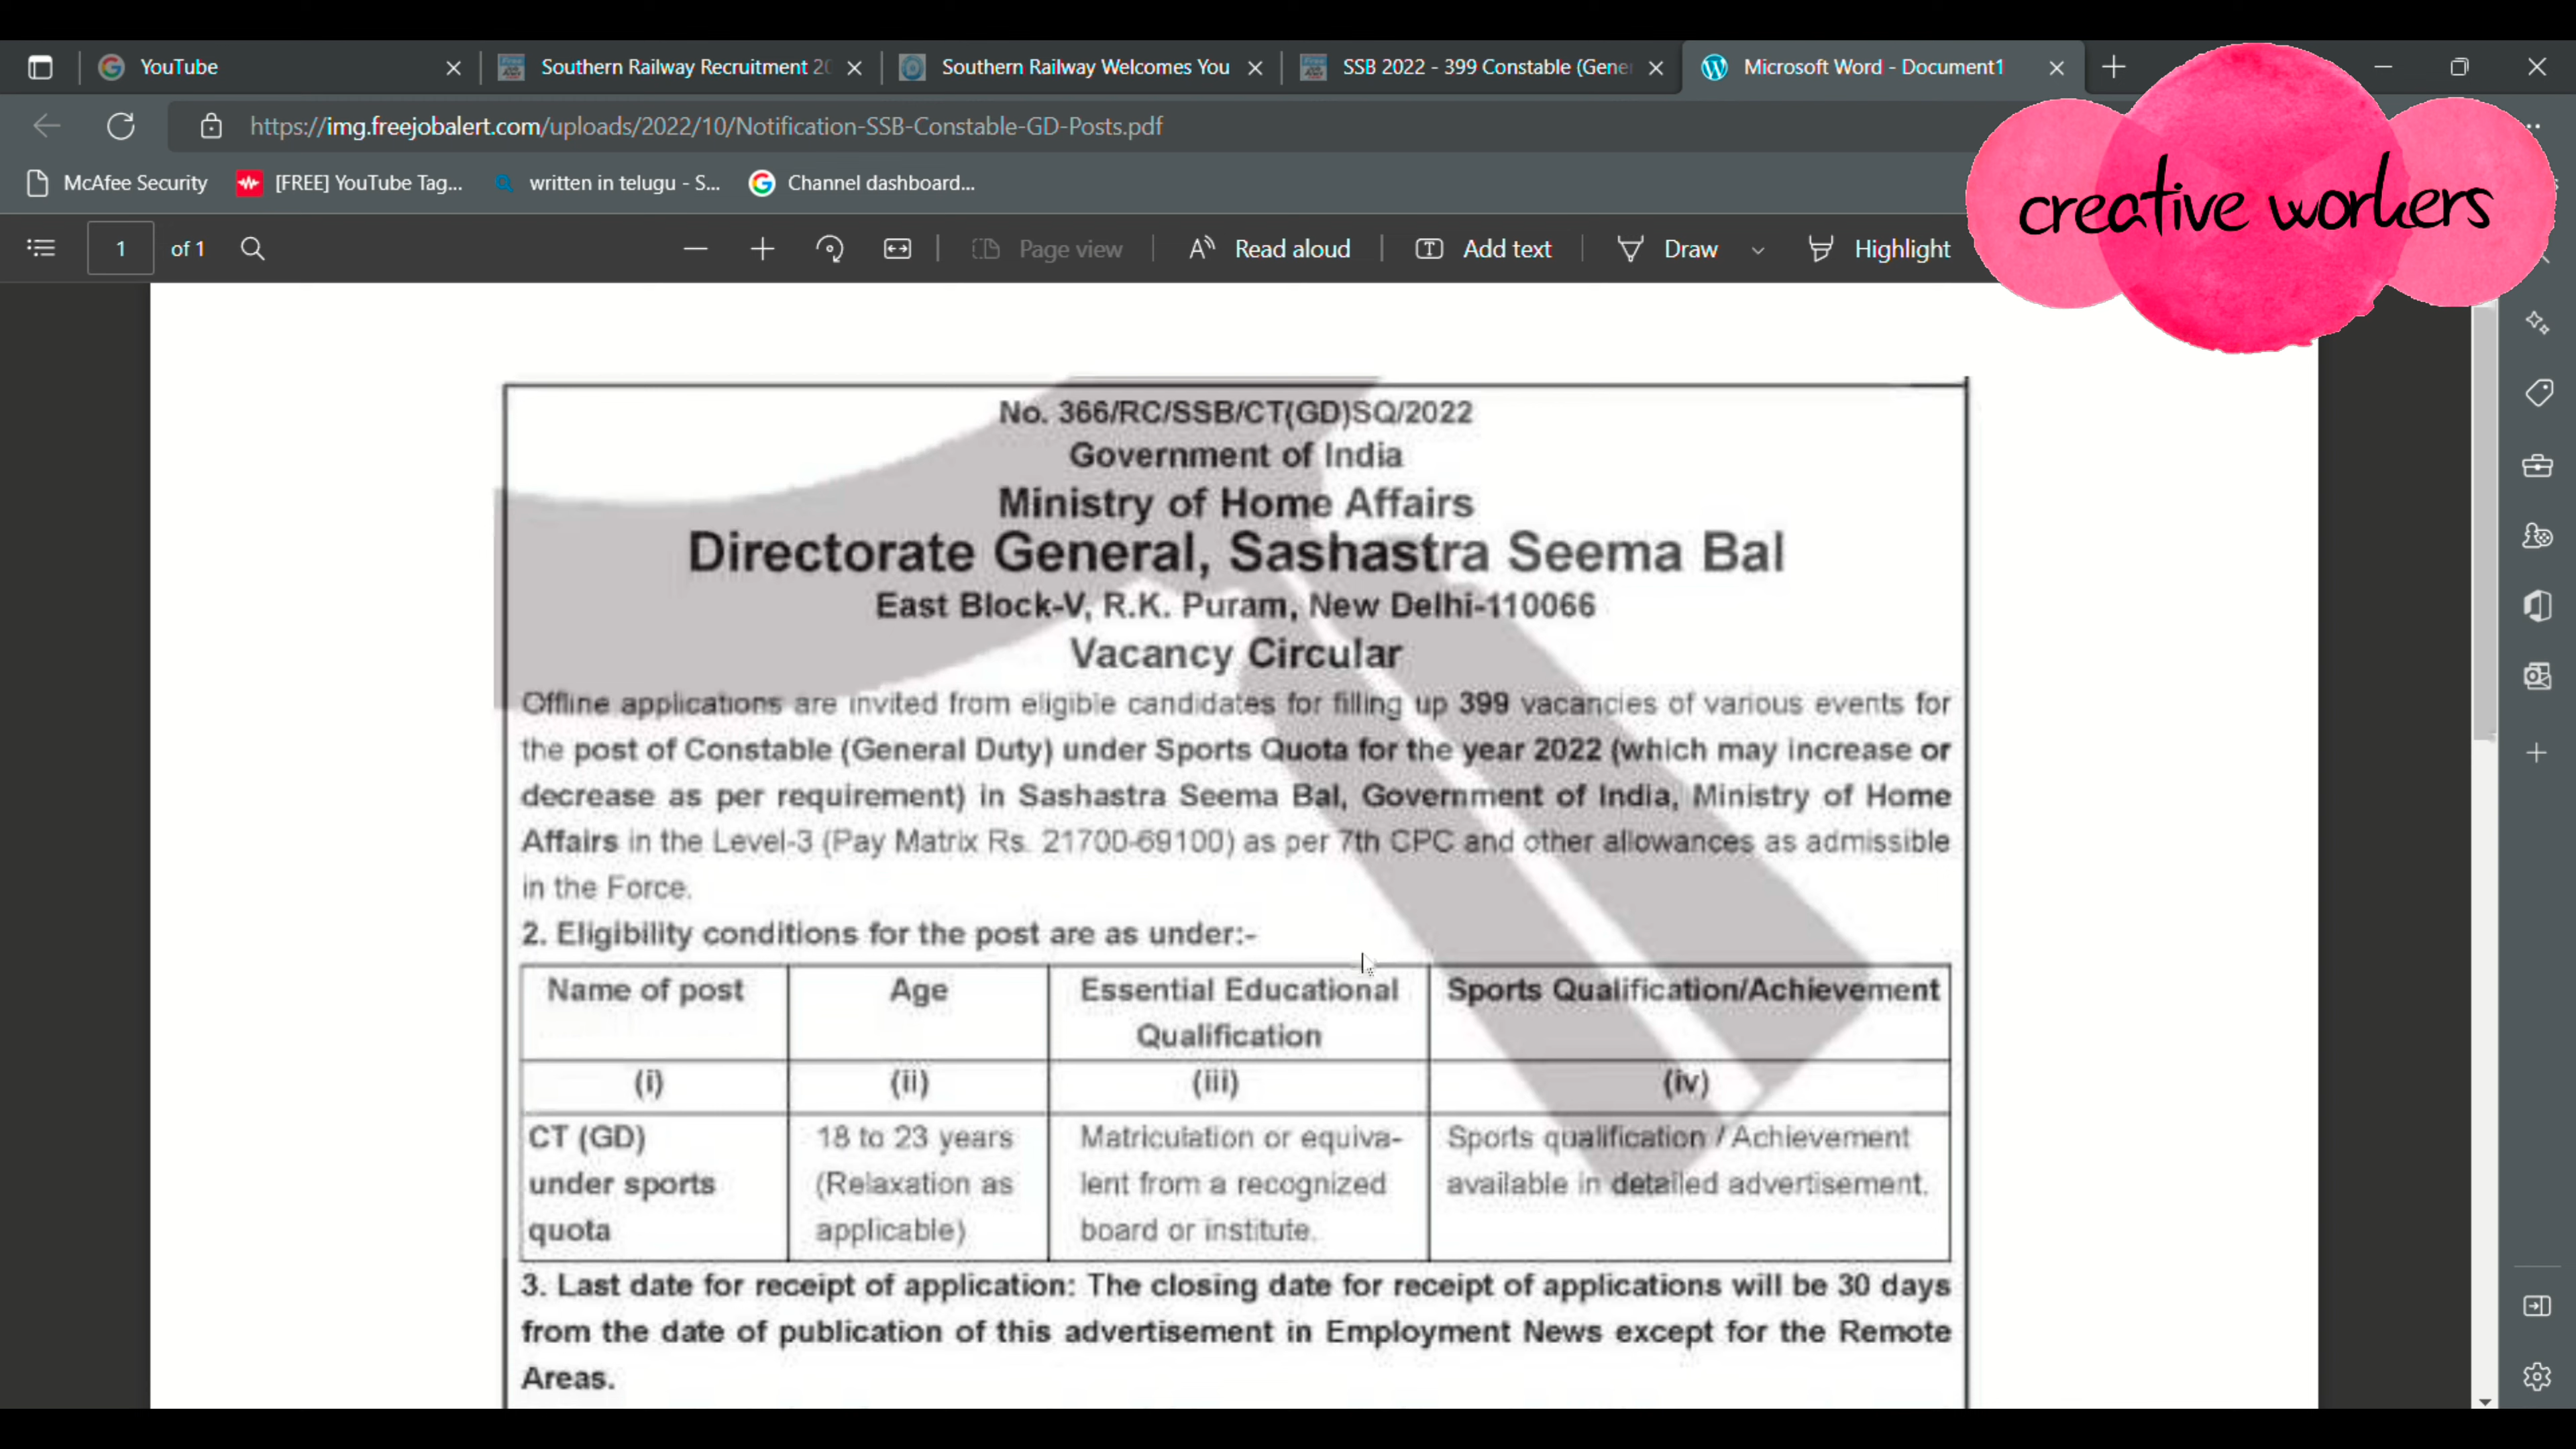 YouTube
Southern Railway Recruitment 20
Southern Railway Welcomes You
SSB 2022 - 399 Constable (Gene
Microsoft Word - Document1
https://img.freejobalert.com/uploads/2022/10/Notification-SSB-Constable-GD-Posts.pdf
McAfee Security
[FREE] YouTube Tag...
written in telugu - S...
Channel dashboard...
creative workers
1 of 1
Page view
Read aloud
Add text
Draw
Highlight
No. 366/RC/SSB/CT(GD)SQ/2022
Government of India
Ministry of Home Affairs
Directorate General, Sashastra Seema Bal
East Block-V, R.K. Puram, New Delhi-110066
Vacancy Circular
Offline applications are invited from eligible candidates for filling up 399 vacancies of various events for
the post of Constable (General Duty) under Sports Quota for the year 2022 (which may increase or
decrease as per requirement) in Sashastra Seema Bal, Government of India, Ministry of Home
Affairs in the Level-3 (Pay Matrix Rs. 21700-69100) as per 7th CPC and other allowances as admissible
in the Force.
2. Eligibility conditions for the post are as under:-
Name of post
Age
Essential Educational
Qualification
Sports Qualification/Achievement
(i)
(ii)
(iii)
(iv)
CT (GD)
under sports
quota
18 to 23 years
(Relaxation as
applicable)
Matriculation or equiva-
lent from a recognized
board or institute.
Sports qualification / Achievement
available in detailed advertisement.
3. Last date for receipt of application: The closing date for receipt of applications will be 30 days
from the date of publication of this advertisement in Employment News except for the Remote
Areas.